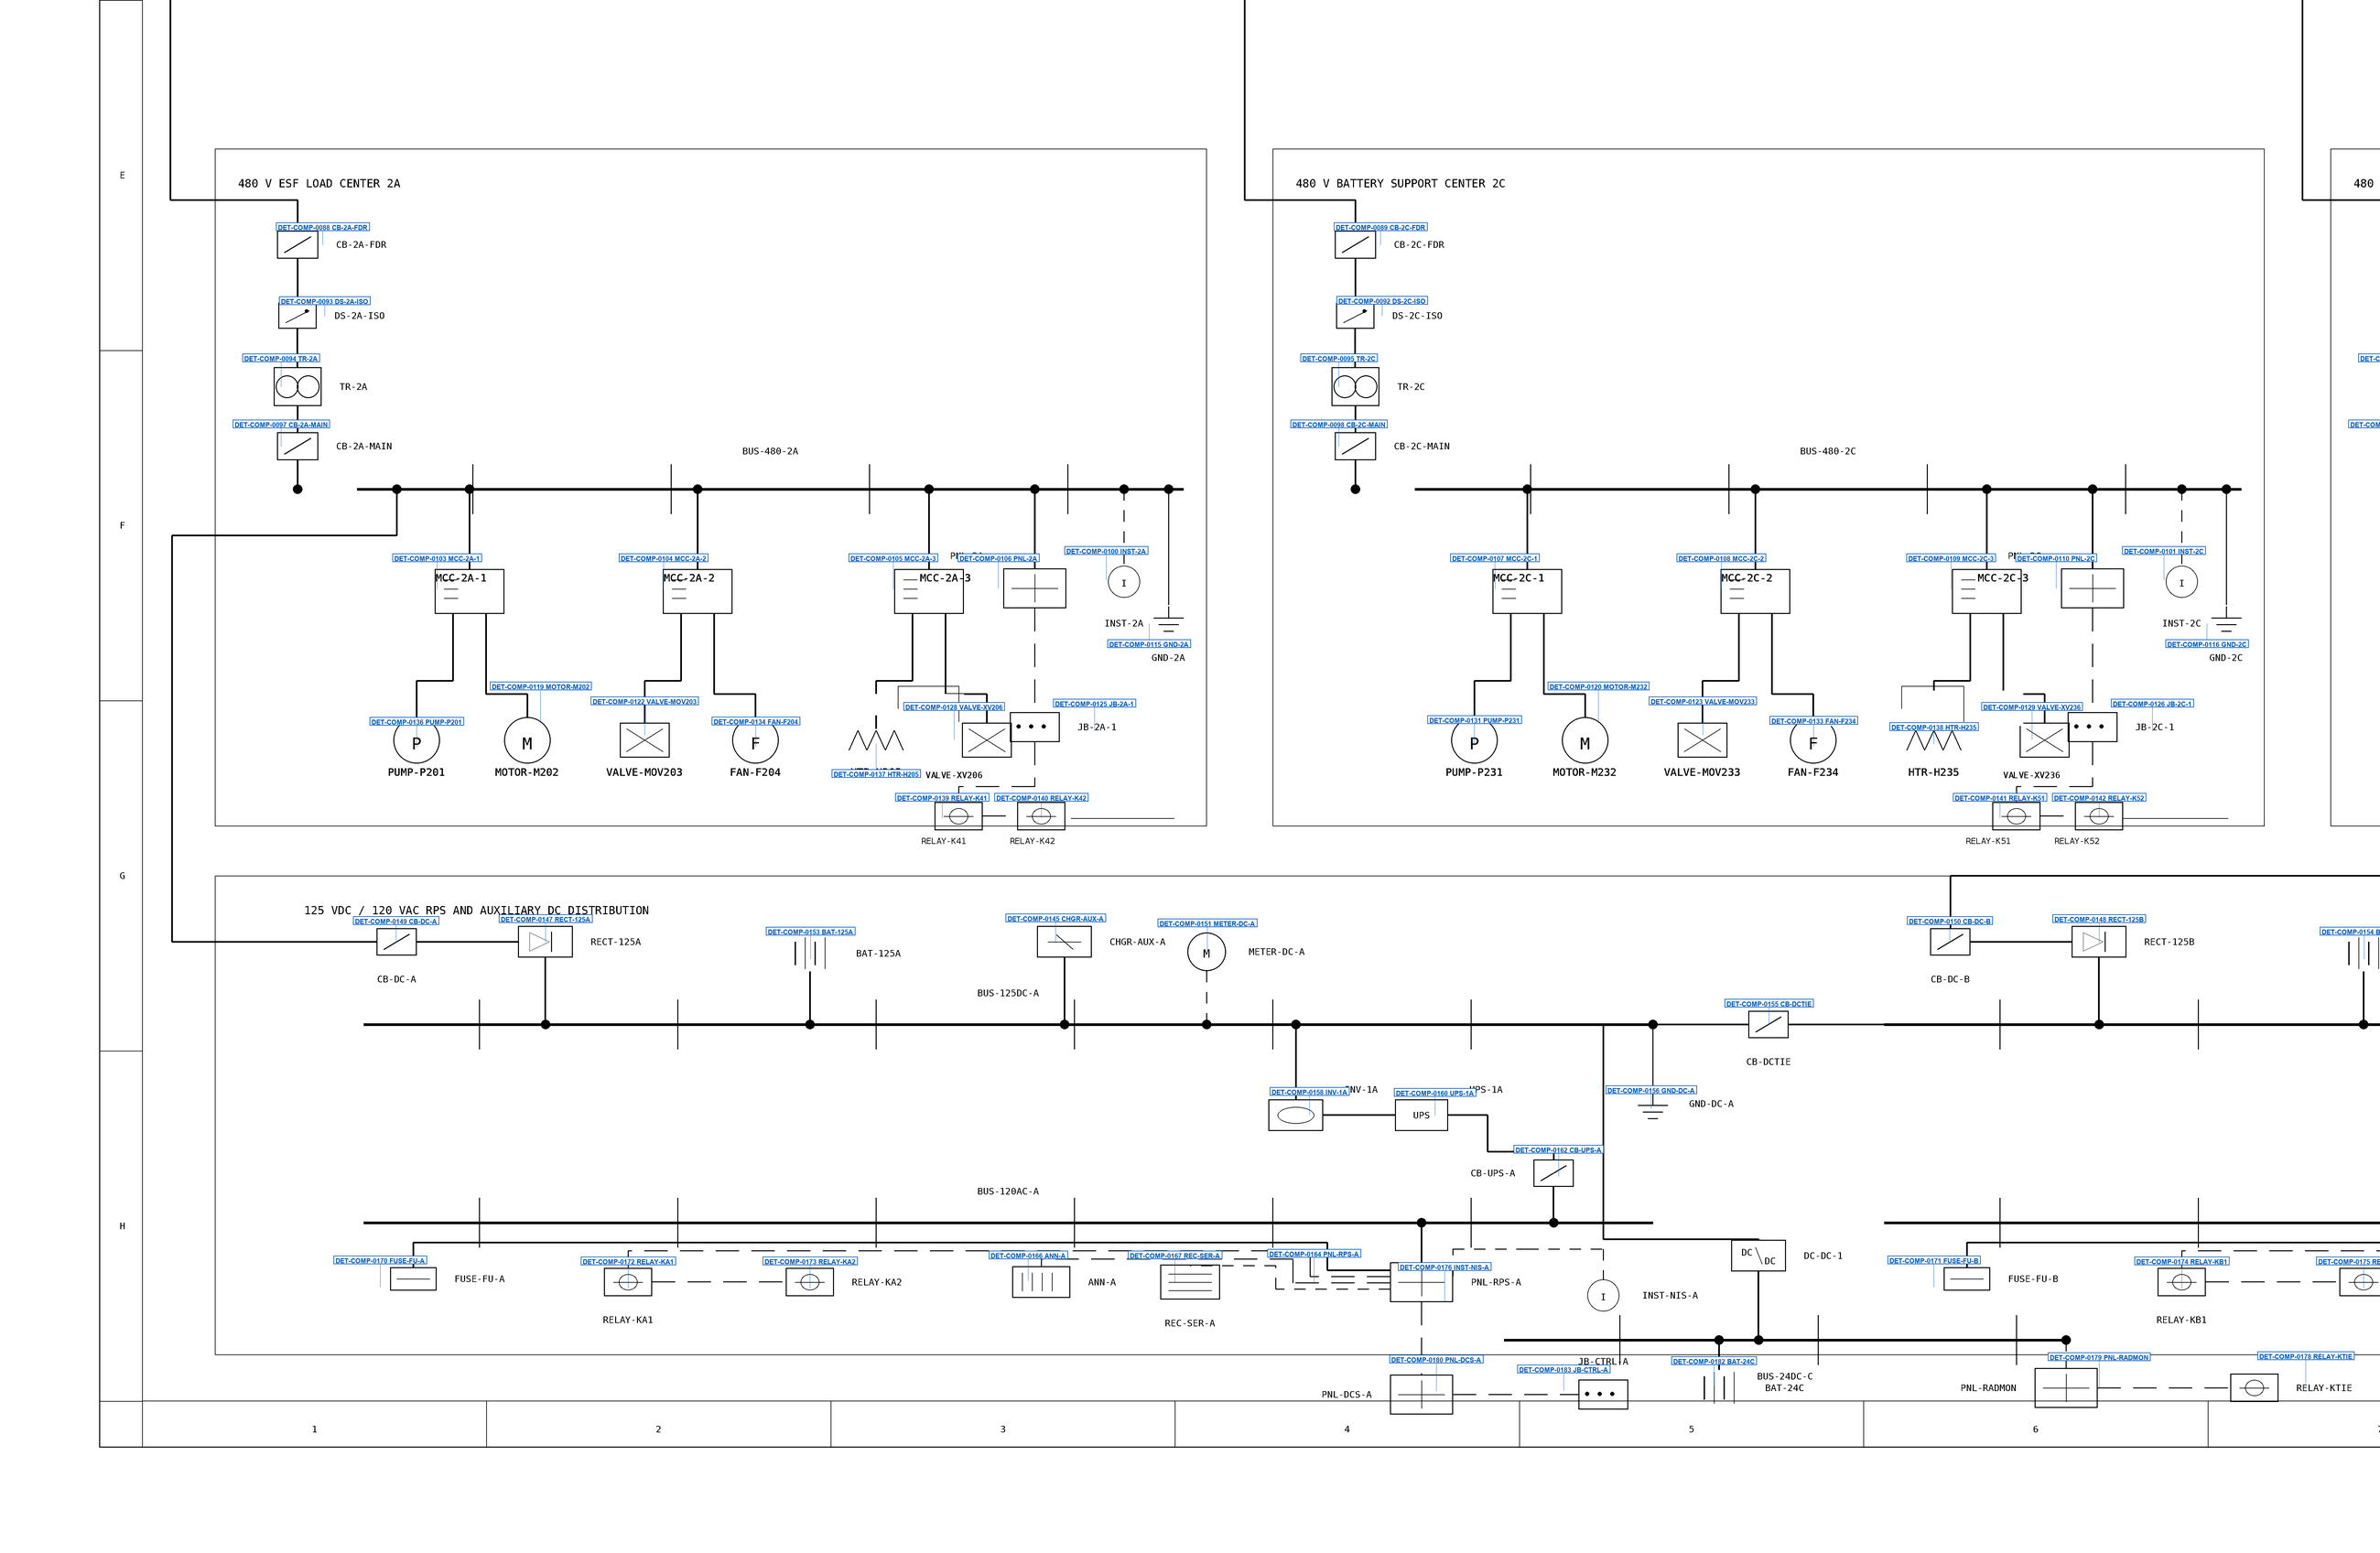 E
F
G
H
480 V ESF LOAD CENTER 2A
DET-COMP-0088 CB-2A-FDR
CB-2A-FDR
DET-COMP-0093 DS-2A-ISO
DS-2A-ISO
DET-COMP-0094 TR-2A
TR-2A
DET-COMP-0097 CB-2A-MAIN
CB-2A-MAIN
BUS-480-2A
DET-COMP-0103 MCC-2A-1
MCC-2A-1
DET-COMP-0104 MCC-2A-2
MCC-2A-2
DET-COMP-0105 MCC-2A-3
MCC-2A-3
DET-COMP-0106 PNL-2A
DET-COMP-0100 INST-2A
I
INST-2A
DET-COMP-0115 GND-2A
GND-2A
DET-COMP-0136 PUMP-P201
P
PUMP-P201
DET-COMP-0119 MOTOR-M202
M
MOTOR-M202
DET-COMP-0122 VALVE-MOV203
VALVE-MOV203
DET-COMP-0134 FAN-F204
F
FAN-F204
DET-COMP-0137 HTR-H205
DET-COMP-0128 VALVE-XV206
VALVE-XV206
DET-COMP-0125 JB-2A-1
JB-2A-1
DET-COMP-0139 RELAY-K41
RELAY-K41
DET-COMP-0140 RELAY-K42
RELAY-K42
480 V BATTERY SUPPORT CENTER 2C
DET-COMP-0089 CB-2C-FDR
CB-2C-FDR
DET-COMP-0092 DS-2C-ISO
DS-2C-ISO
DET-COMP-0095 TR-2C
TR-2C
DET-COMP-0098 CB-2C-MAIN
CB-2C-MAIN
BUS-480-2C
DET-COMP-0107 MCC-2C-1
MCC-2C-1
DET-COMP-0108 MCC-2C-2
MCC-2C-2
DET-COMP-0109 MCC-2C-3
MCC-2C-3
DET-COMP-0110 PNL-2C
DET-COMP-0101 INST-2C
I
INST-2C
DET-COMP-0116 GND-2C
GND-2C
DET-COMP-0131 PUMP-P231
P
PUMP-P231
DET-COMP-0120 MOTOR-M232
M
MOTOR-M232
DET-COMP-0123 VALVE-MOV233
VALVE-MOV233
DET-COMP-0133 FAN-F234
F
FAN-F234
DET-COMP-0138 HTR-H235
HTR-H235
DET-COMP-0129 VALVE-XV236
VALVE-XV236
DET-COMP-0126 JB-2C-1
JB-2C-1
DET-COMP-0141 RELAY-K51
RELAY-K51
DET-COMP-0142 RELAY-K52
RELAY-K52
480
125 VDC / 120 VAC RPS AND AUXILIARY DC DISTRIBUTION
DET-COMP-0149 CB-DC-A
CB-DC-A
DET-COMP-0147 RECT-125A
RECT-125A
DET-COMP-0153 BAT-125A
BAT-125A
DET-COMP-0145 CHGR-AUX-A
CHGR-AUX-A
DET-COMP-0151 METER-DC-A
M
METER-DC-A
BUS-125DC-A
DET-COMP-0150 CB-DC-B
CB-DC-B
DET-COMP-0148 RECT-125B
RECT-125B
DET-COMP-0154
DET-COMP-0155 CB-DCTIE
CB-DCTIE
DET-COMP-0158 INV-1A
DET-COMP-0160 UPS-1A
UPS
DET-COMP-0156 GND-DC-A
GND-DC-A
DET-COMP-0162 CB-UPS-A
CB-UPS-A
BUS-120AC-A
DET-COMP-0170 FUSE-FU-A
FUSE-FU-A
DET-COMP-0172 RELAY-KA1
RELAY-KA1
DET-COMP-0173 RELAY-KA2
RELAY-KA2
DET-COMP-0166 ANN-A
ANN-A
DET-COMP-0167 REC-SER-A
REC-SER-A
DET-COMP-0164 PNL-RPS-A
PNL-RPS-A
DET-COMP-0176 INST-NIS-A
I
INST-NIS-A
DC
DC
DC-DC-1
DET-COMP-0171 FUSE-FU-B
FUSE-FU-B
DET-COMP-0174 RELAY-KB1
RELAY-KB1
DET-COMP-0175
DET-COMP-0180 PNL-DCS-A
PNL-DCS-A
JB-CTRL-A
DET-COMP-0183 JB-CTRL-A
DET-COMP-0182 BAT-24C
BUS-24DC-C
BAT-24C
DET-COMP-0179 PNL-RADMON
PNL-RADMON
DET-COMP-0178 RELAY-KTIE
RELAY-KTIE
1
2
3
4
5
6